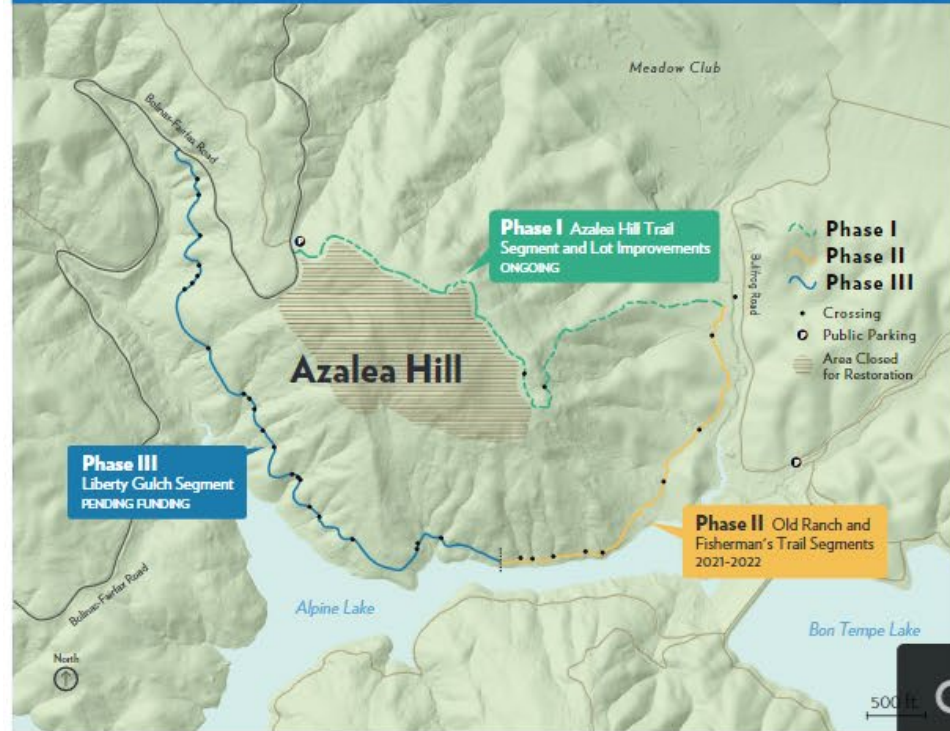 Meadow Club
Bolinas-Fairfax Road
Phase I Azalea Hill Trail
Segment and Lot Improvements
ONGOING
Phase I
Phase II
Phase III
Crossing
Public Parking
Area Closed
for Restoration
Bullfrog Road
Azalea Hill
Phase III
Liberty Gulch Segment
PENDING FUNDING
Phase II Old Ranch and
Fisherman's Trail Segments
2021-2022
Bolinas-Fairfax Road
Alpine Lake
Bon Tempe Lake
North
500 ft.